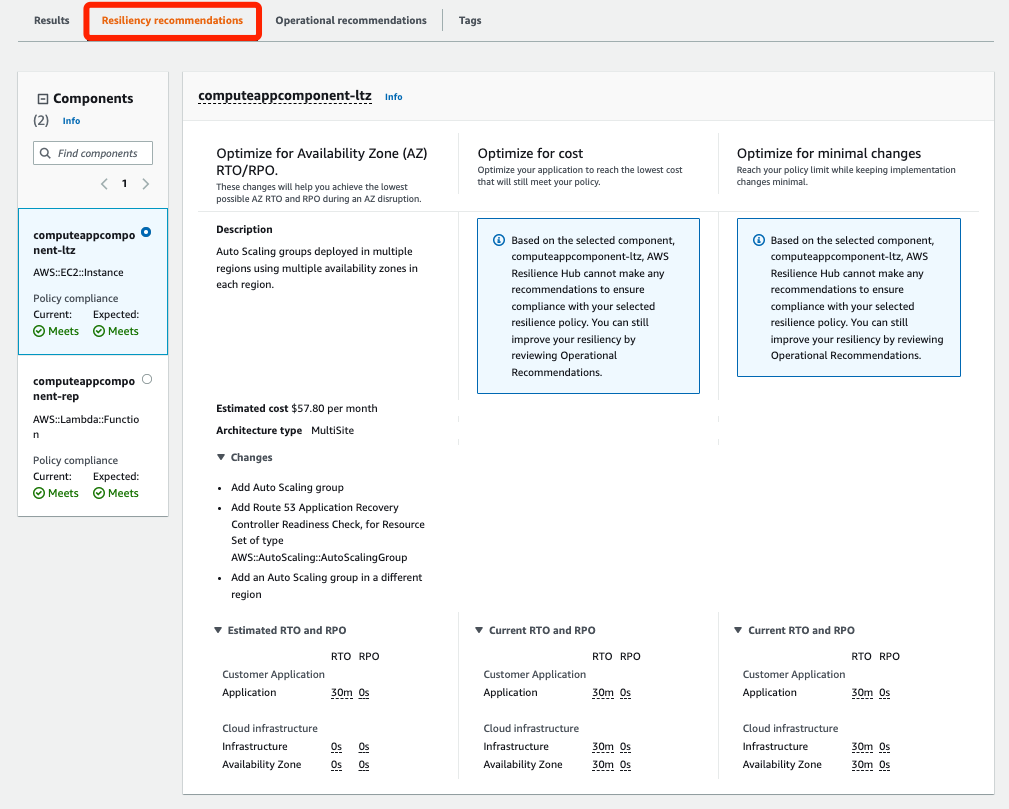 Results
Resiliency recommendations
Operational recommendations
Tags
Components
(2) Info
Find components
1
computeappcompo
nent-ltz
AWS::EC2::Instance
Policy compliance
Current: Expected:
Meets Meets
computeappcompo
nent-rep
AWS::Lambda::Functio
n
Policy compliance
Current: Expected:
Meets Meets
computeappcomponent-ltz Info
Optimize for Availability Zone (AZ)
RTO/RPO.
These changes will help you achieve the lowest
possible AZ RTO and RPO during an AZ disruption.
Description
Auto Scaling groups deployed in multiple
regions using multiple availability zones in
each region.
Estimated cost $57.80 per month
Architecture type MultiSite
Changes
• Add Auto Scaling group
• Add Route 53 Application Recovery
Controller Readiness Check, for Resource
Set of type
AWS::AutoScaling::AutoScalingGroup
• Add an Auto Scaling group in a different
region
Estimated RTO and RPO
RTO RPO
Customer Application
Application 30m 0s
Cloud infrastructure
Infrastructure 0s 0s
Availability Zone 0s 0s
Optimize for cost
Optimize your application to reach the lowest cost
that will still meet your policy.
Based on the selected component,
computeappcomponent-ltz, AWS
Resilience Hub cannot make any
recommendations to ensure
compliance with your selected
resilience policy. You can still
improve your resiliency by
reviewing Operational
Recommendations.
Current RTO and RPO
RTO RPO
Customer Application
Application 30m 0s
Cloud infrastructure
Infrastructure 30m 0s
Availability Zone 30m 0s
Optimize for minimal changes
Reach your policy limit while keeping implementation
changes minimal.
Based on the selected component,
computeappcomponent-ltz, AWS
Resilience Hub cannot make any
recommendations to ensure
compliance with your selected
resilience policy. You can still
improve your resiliency by reviewing
Operational Recommendations.
Current RTO and RPO
RTO RPO
Customer Application
Application 30m 0s
Cloud infrastructure
Infrastructure 30m 0s
Availability Zone 30m 0s